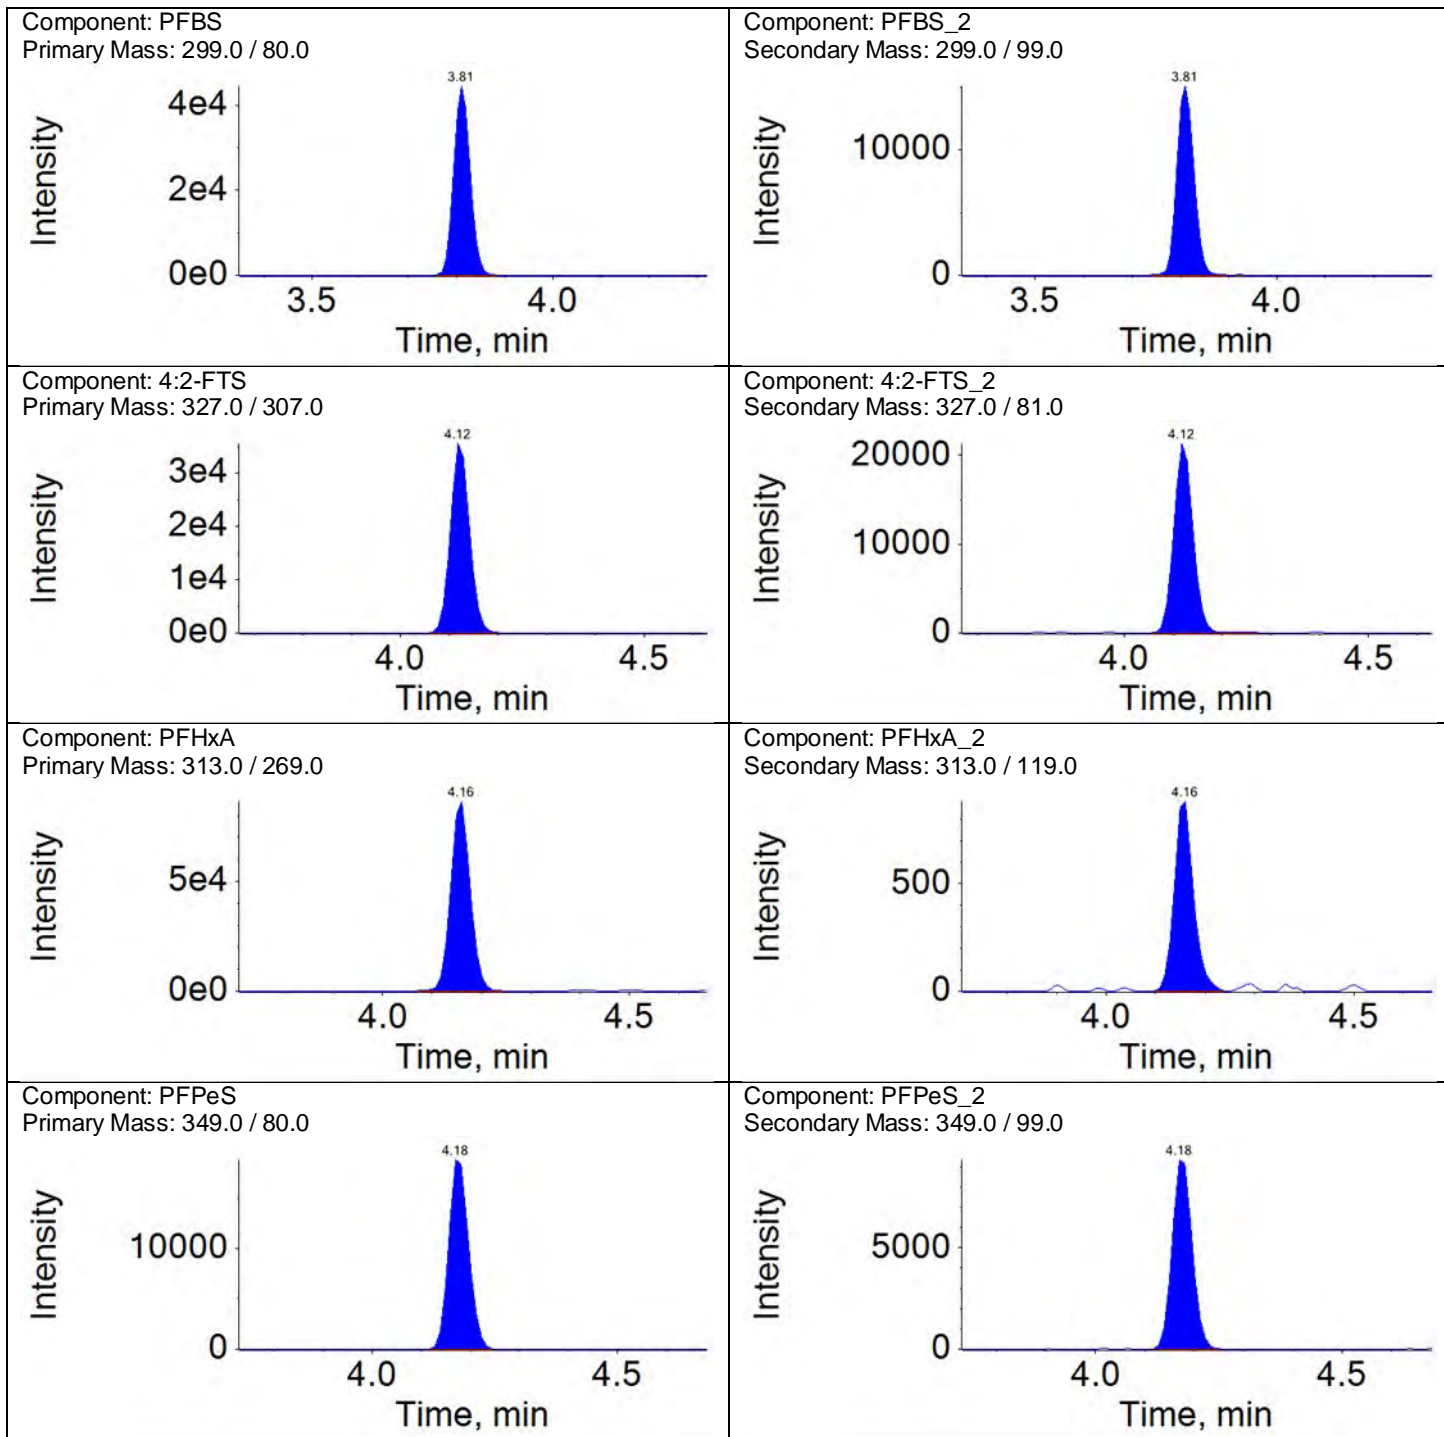 Component: PFBS
Primary Mass: 299.0 / 80.0
3.81
4e4
2e4
0e0
Intensity
3.5 4.0
Time, min
Component: PFBS_2
Secondary Mass: 299.0 / 99.0
3.81
10000
0
Intensity
3.5 4.0
Time, min
Component: 4:2-FTS
Primary Mass: 327.0 / 307.0
4.12
3e4
2e4
1e4
0e0
Intensity
4.0 4.5
Time, min
Component: 4:2-FTS_2
Secondary Mass: 327.0 / 81.0
4.12
20000
10000
0
Intensity
4.0 4.5
Time, min
Component: PFHxA
Primary Mass: 313.0 / 269.0
4.16
5e4
0e0
Intensity
4.0 4.5
Time, min
Component: PFHxA_2
Secondary Mass: 313.0 / 119.0
4.16
500
0
Intensity
4.0 4.5
Time, min
Component: PFPeS
Primary Mass: 349.0 / 80.0
4.18
10000
0
Intensity
4.0 4.5
Time, min
Component: PFPeS_2
Secondary Mass: 349.0 / 99.0
4.18
5000
0
Intensity
4.0 4.5
Time, min